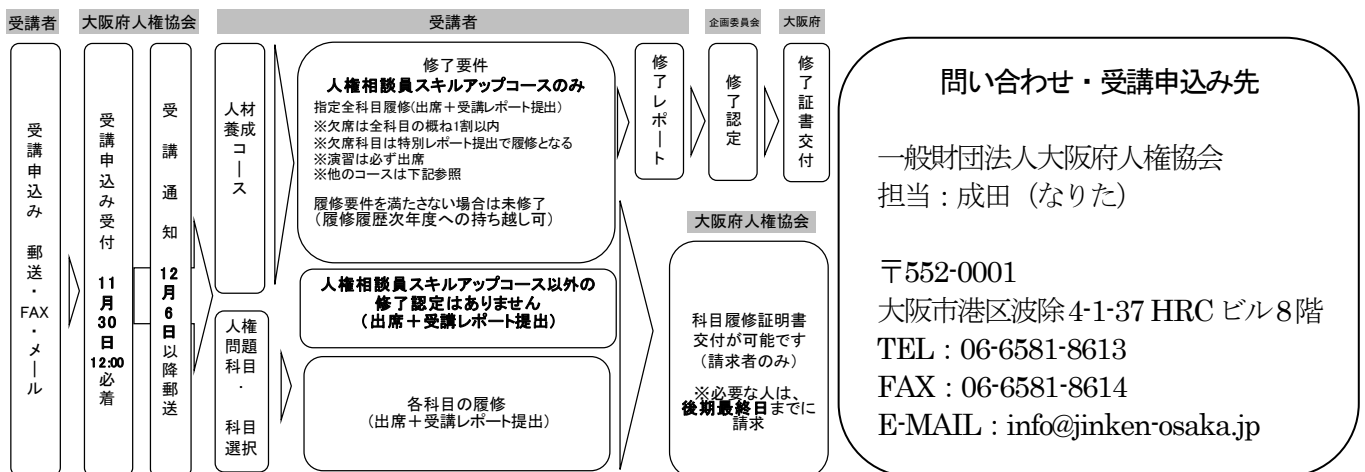 受講者
大阪府人権協会
受講者
企画委員会
大阪府
受講申込み 郵送・FAX・メール
受講申込み受付 11月30日12:00必着
受講通知 12月6日以降郵送
人材
養成
コース
人権
問題
科目
・
科目
選択
修了要件
人権相談員スキルアップコースのみ
指定全科目履修(出席＋受講レポート提出)
※欠席は全科目の概ね1割以内
※欠席科目は特別レポート提出で履修となる
※演習は必ず出席
※他のコースは下記参照
履修要件を満たさない場合は未修了
(履修履歴次年度への持ち越し可)
人権相談員スキルアップコース以外の
修了認定はありません
(出席＋受講レポート提出)
各科目の履修
(出席＋受講レポート提出)
修了レポート
修了認定
修了証書交付
大阪府人権協会
科目履修証明書
交付が可能です
(請求者のみ)
※必要な人は、
後期最終日までに
請求
問い合わせ・受講申込み先
一般財団法人大阪府人権協会
担当：成田（なりた）
〒552-0001
大阪市港区波除4-1-37 HRCビル8階
TEL：06-6581-8613
FAX：06-6581-8614
E-MAIL：info@jinken-osaka.jp